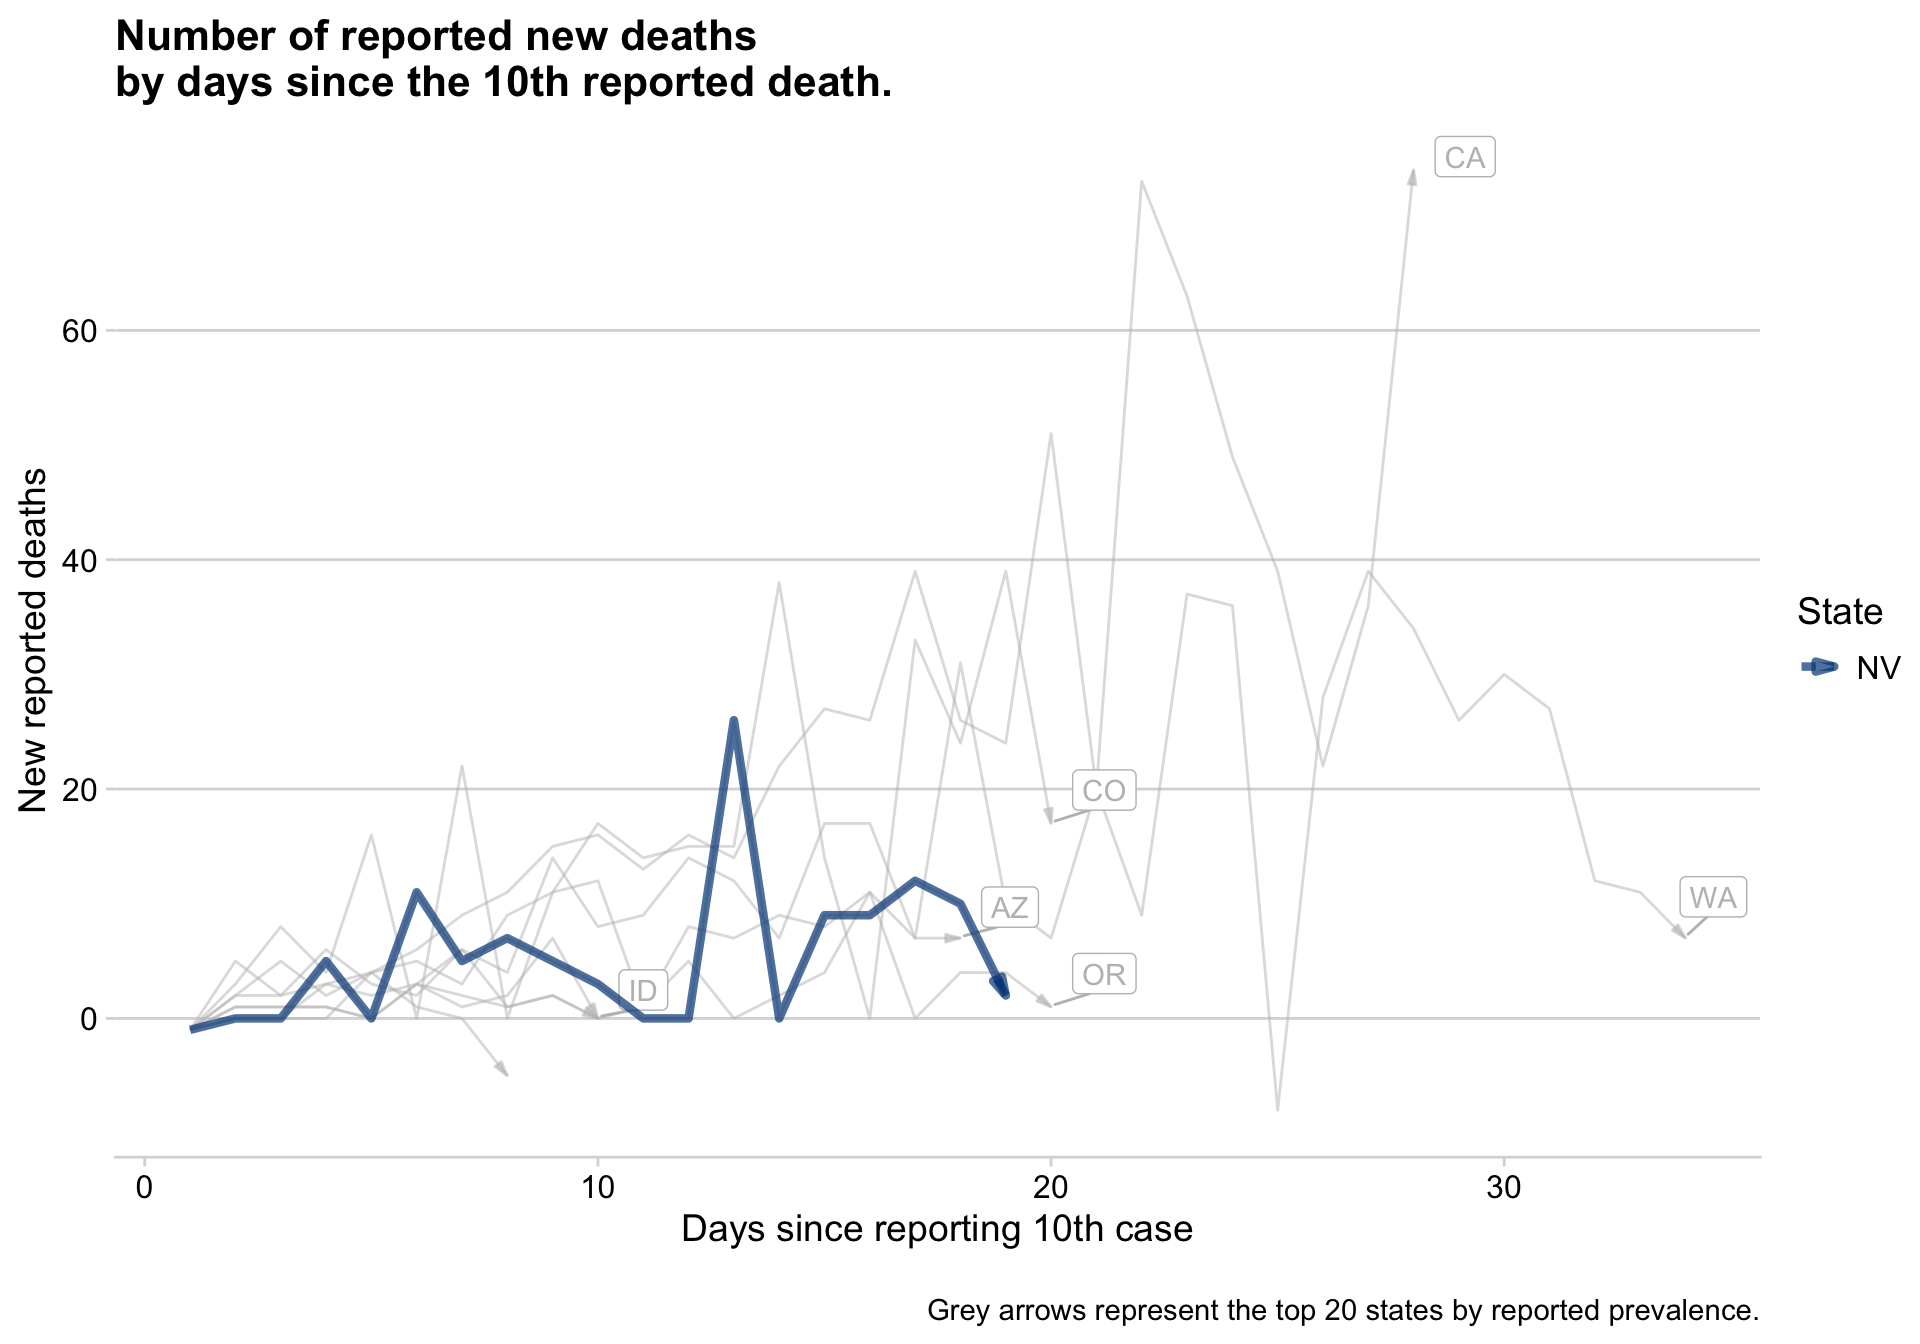 Number of reported new deaths
by days since the 10th reported death.
CA
60
40
New reported deaths
State
NV
CO
20
WA
AZ
OR
ID
0
0 10 20 30
Days since reporting 10th case
Grey arrows represent the top 20 states by reported prevalence.